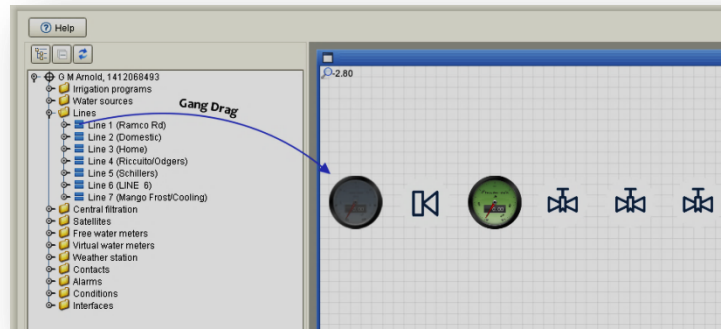 Help
-2.80
G M Arnold, 1412068493
Irrigation programs
Water sources
Lines
Gang Drag
Line 1 (Ramco Rd)
Line 2 (Domestic)
Line 3 (Home)
Line 4 (Riccuito/Odgers)
Line 5 (Schillers)
Line 6 (LINE 6)
Line 7 (Mango Frost/Cooling)
Central filtration
Satellites
Free water meters
Virtual water meters
Weather station
Contacts
Alarms
Conditions
Interfaces